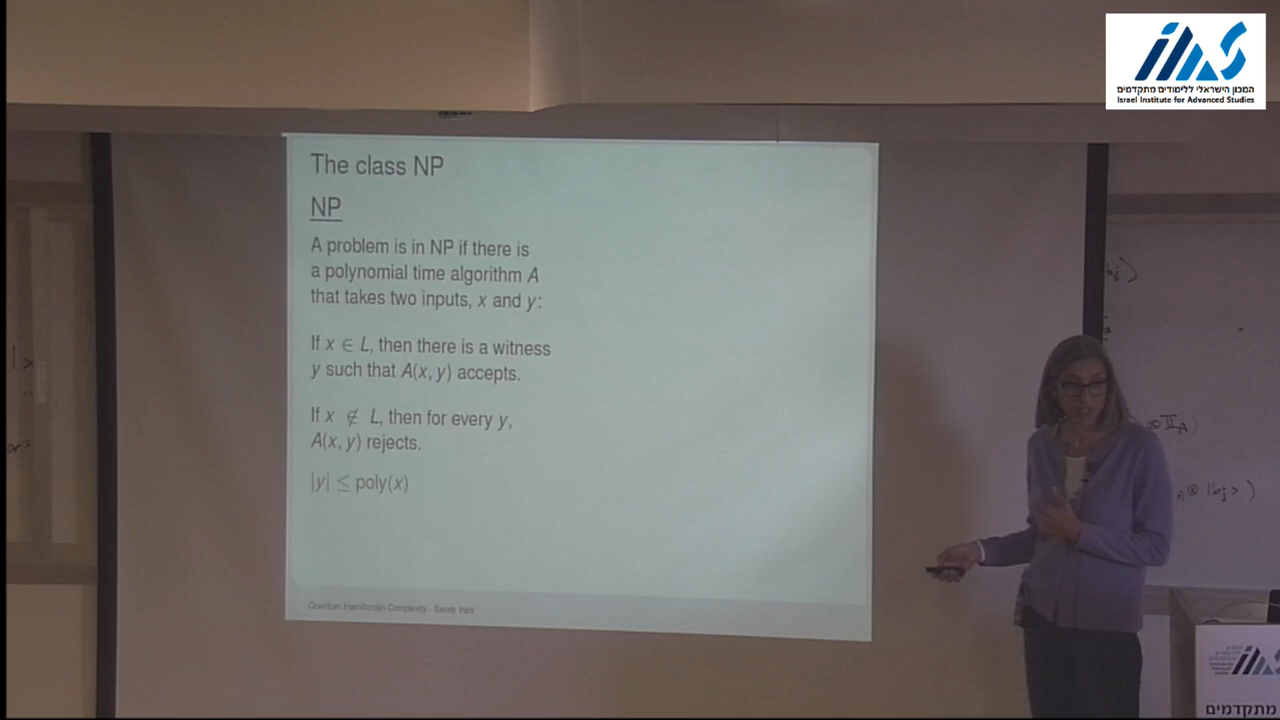 המכון הישראלי ללימודים מתקדמים
Israel Institute for Advanced Studies
The class NP
NP
A problem is in NP if there is
a polynomial time algorithm A
that takes two inputs, x and y:
If x ∈ L, then there is a witness
y such that A(x, y) accepts.
If x ∉ L, then for every y,
A(x, y) rejects.
|y| ≤ poly(x)
Quantum Hamiltonian Complexity - Sandy Irani
⊗ |bj > )
מתקדמים